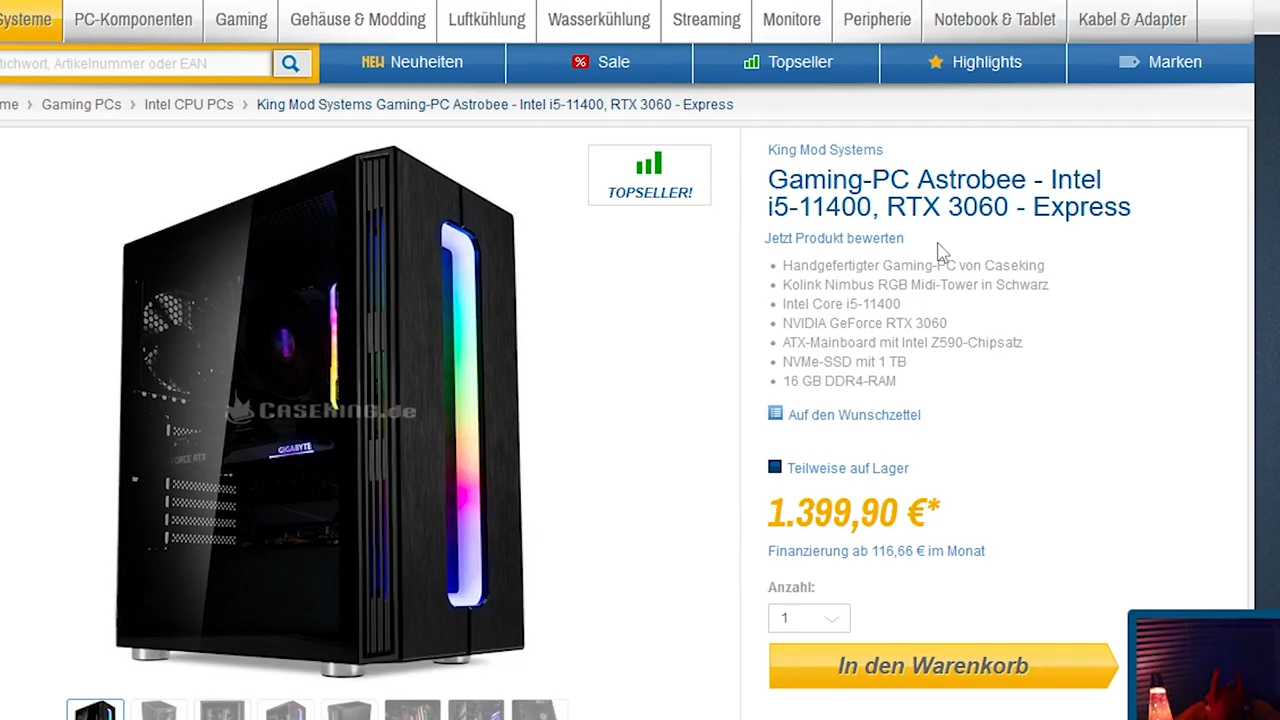 Systeme PC-Komponenten Gaming Gehäuse & Modding Luftkühlung Wasserkühlung Streaming Monitore Peripherie Notebook & Tablet Kabel & Adapter
tichwort, Artikelnummer oder EAN
NEW Neuheiten % Sale Topseller Highlights Marken
me › Gaming PCs › Intel CPU PCs › King Mod Systems Gaming-PC Astrobee - Intel i5-11400, RTX 3060 - Express
TOPSELLER!
CASEKING.de
GIGABYTE
FORCE RTX
King Mod Systems
Gaming-PC Astrobee - Intel
i5-11400, RTX 3060 - Express
Jetzt Produkt bewerten
• Handgefertigter Gaming-PC von Caseking
• Kolink Nimbus RGB Midi-Tower in Schwarz
• Intel Core i5-11400
• NVIDIA GeForce RTX 3060
• ATX-Mainboard mit Intel Z590-Chipsatz
• NVMe-SSD mit 1 TB
• 16 GB DDR4-RAM
Auf den Wunschzettel
Teilweise auf Lager
1.399,90 €*
Finanzierung ab 116,66 € im Monat
Anzahl:
1
In den Warenkorb